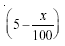 (5 - x/100)